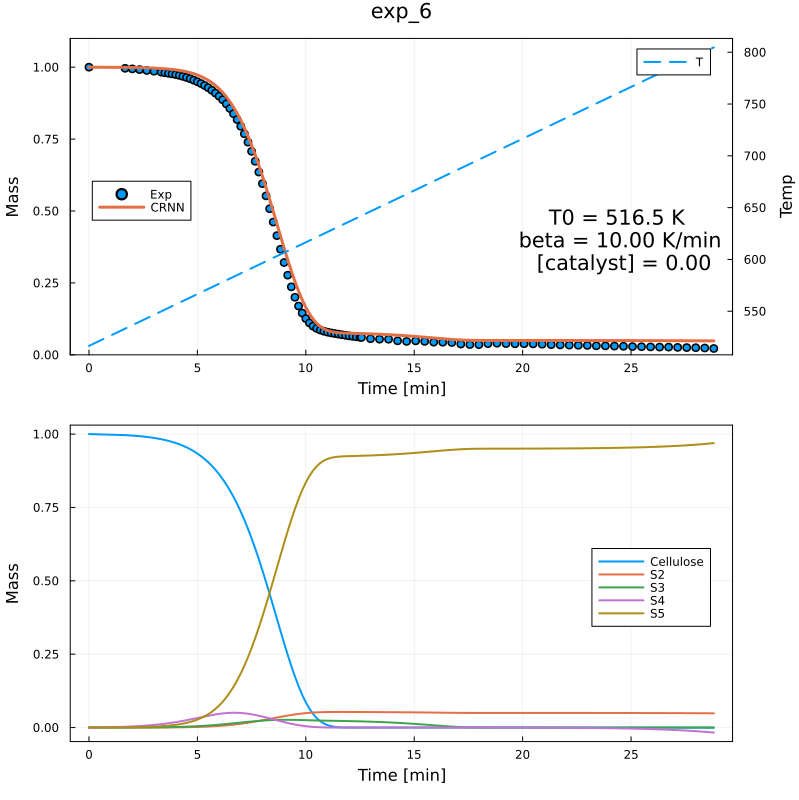 exp_6
1.00
0.75
0.50
0.25
0.00
Mass
Exp
CRNN
T
T0 = 516.5 K
beta = 10.00 K/min
[catalyst] = 0.00
800
750
700
650
600
550
Temp
0 5 10 15 20 25
Time [min]
1.00
0.75
0.50
0.25
0.00
Mass
Cellulose
S2
S3
S4
S5
0 5 10 15 20 25
Time [min]